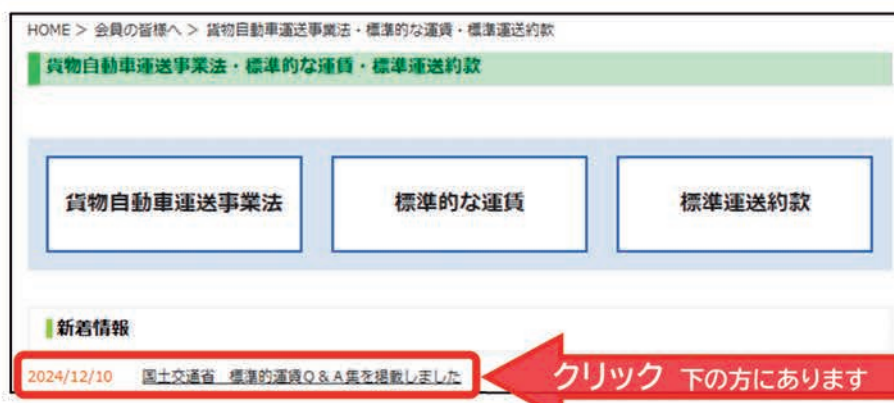 HOME > 会員の皆様へ > 貨物自動車運送事業法・標準的な運賃・標準運送約款
貨物自動車運送事業法・標準的な運賃・標準運送約款
貨物自動車運送事業法 標準的な運賃 標準運送約款
新着情報
2024/12/10 国土交通省 標準的運賃Q&A集を掲載しました
クリック 下の方にあります